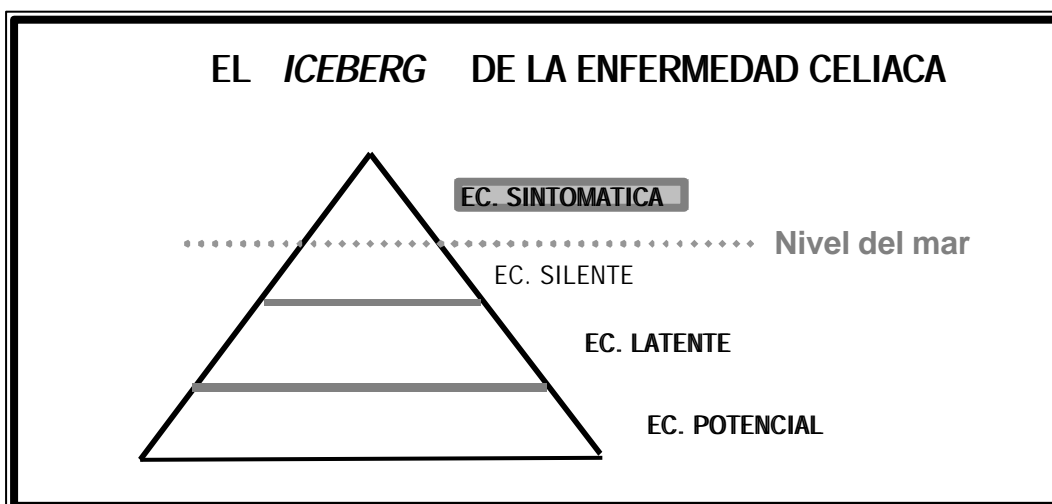 EL ICEBERG DE LA ENFERMEDAD CELIACA
EC. SINTOMATICA
Nivel del mar
EC. SILENTE
EC. LATENTE
EC. POTENCIAL